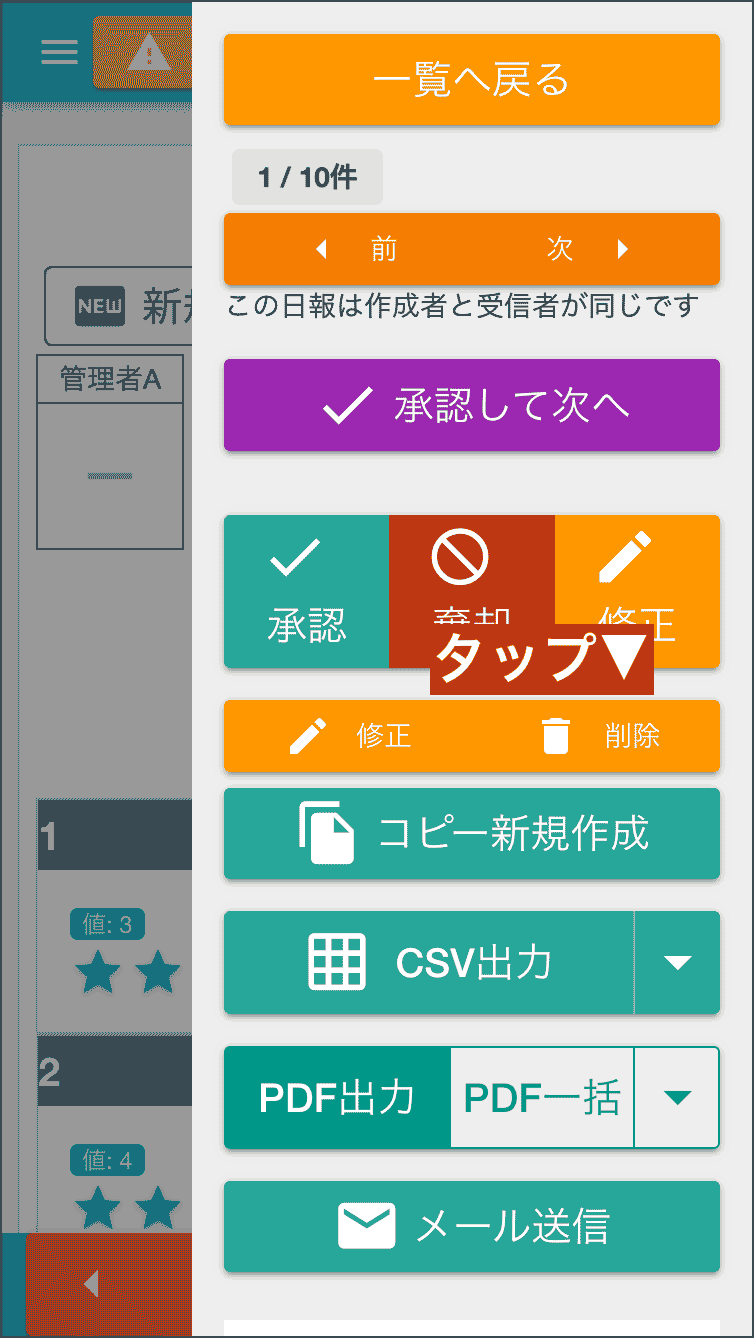 一覧へ戻る
1 / 10件
前 次
この日報は作成者と受信者が同じです
NEW 新規
管理者A
承認して次へ
承認 棄却 修正
タップ▼
修正 削除
1
コピー新規作成
値: 3
CSV出力
2
PDF出力 PDF一括
値: 4
メール送信